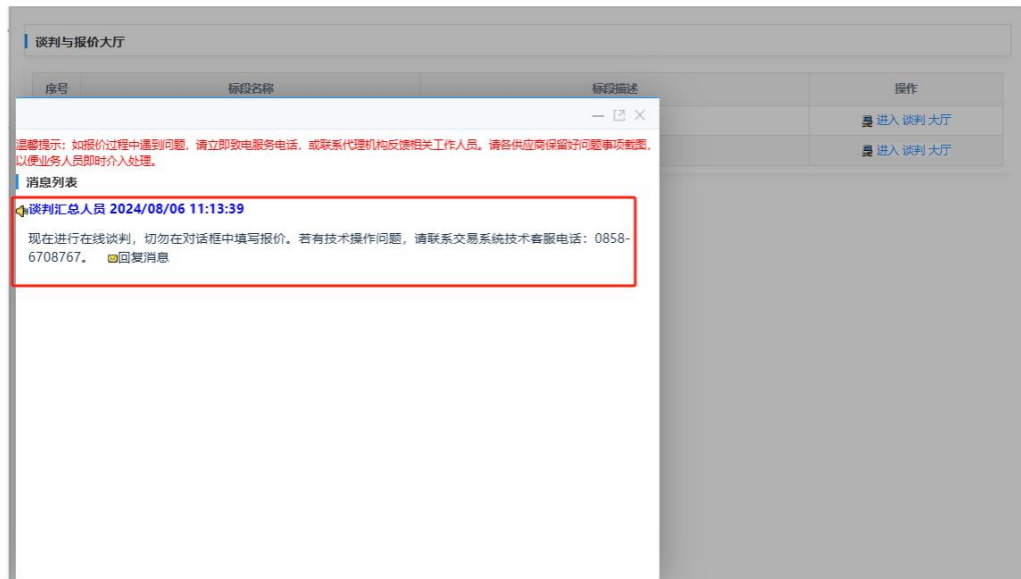 谈判与报价大厅
序号 标段名称 标段描述 操作
进入 谈判 大厅
进入 谈判 大厅
温馨提示：如报价过程中遇到问题，请立即致电服务电话，或联系代理机构反馈相关工作人员。请各供应商保留好问题事项截图，
以便业务人员即时介入处理。
消息列表
谈判汇总人员 2024/08/06 11:13:39
现在进行在线谈判，切勿在对话框中填写报价。若有技术操作问题，请联系交易系统技术客服电话：0858-
6708767。 回复消息